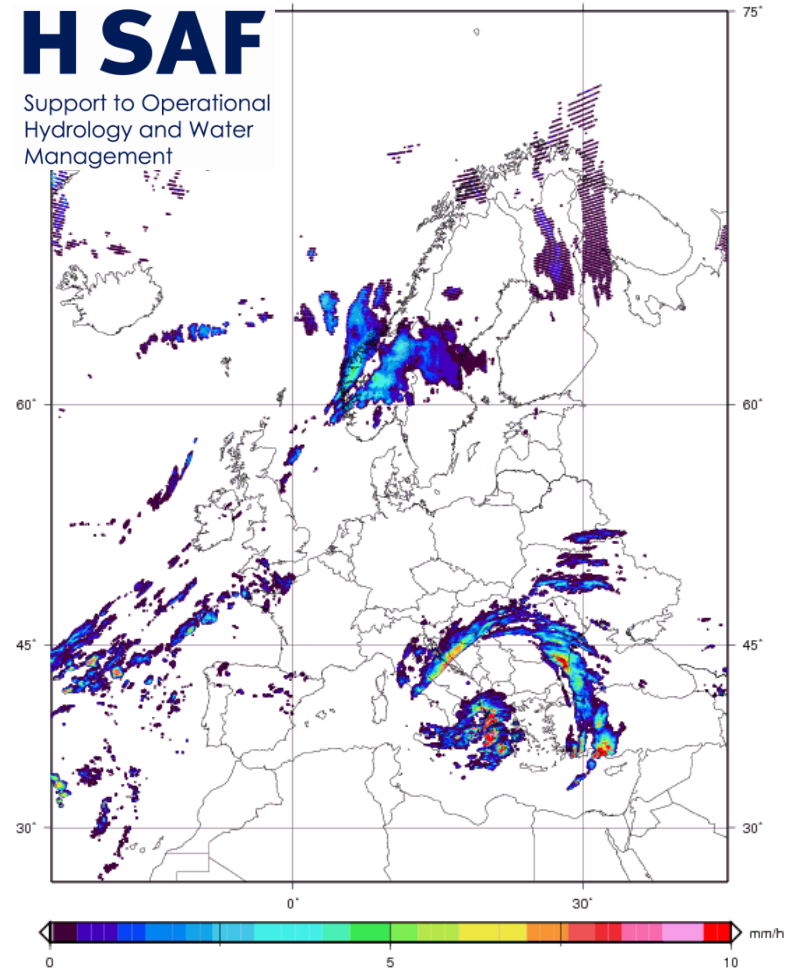 H SAF
Support to Operational
Hydrology and Water
Management
75°
60° 60°
45° 45°
30° 30°
0° 30°
mm/h
0 5 10